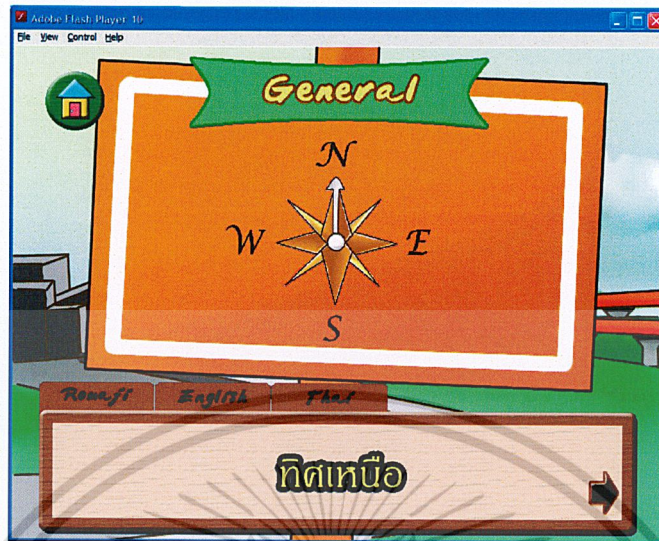 Adobe Flash Player 10
File View Control Help
General
N
W E
S
Romaji English Thai
ทิศเหนือ